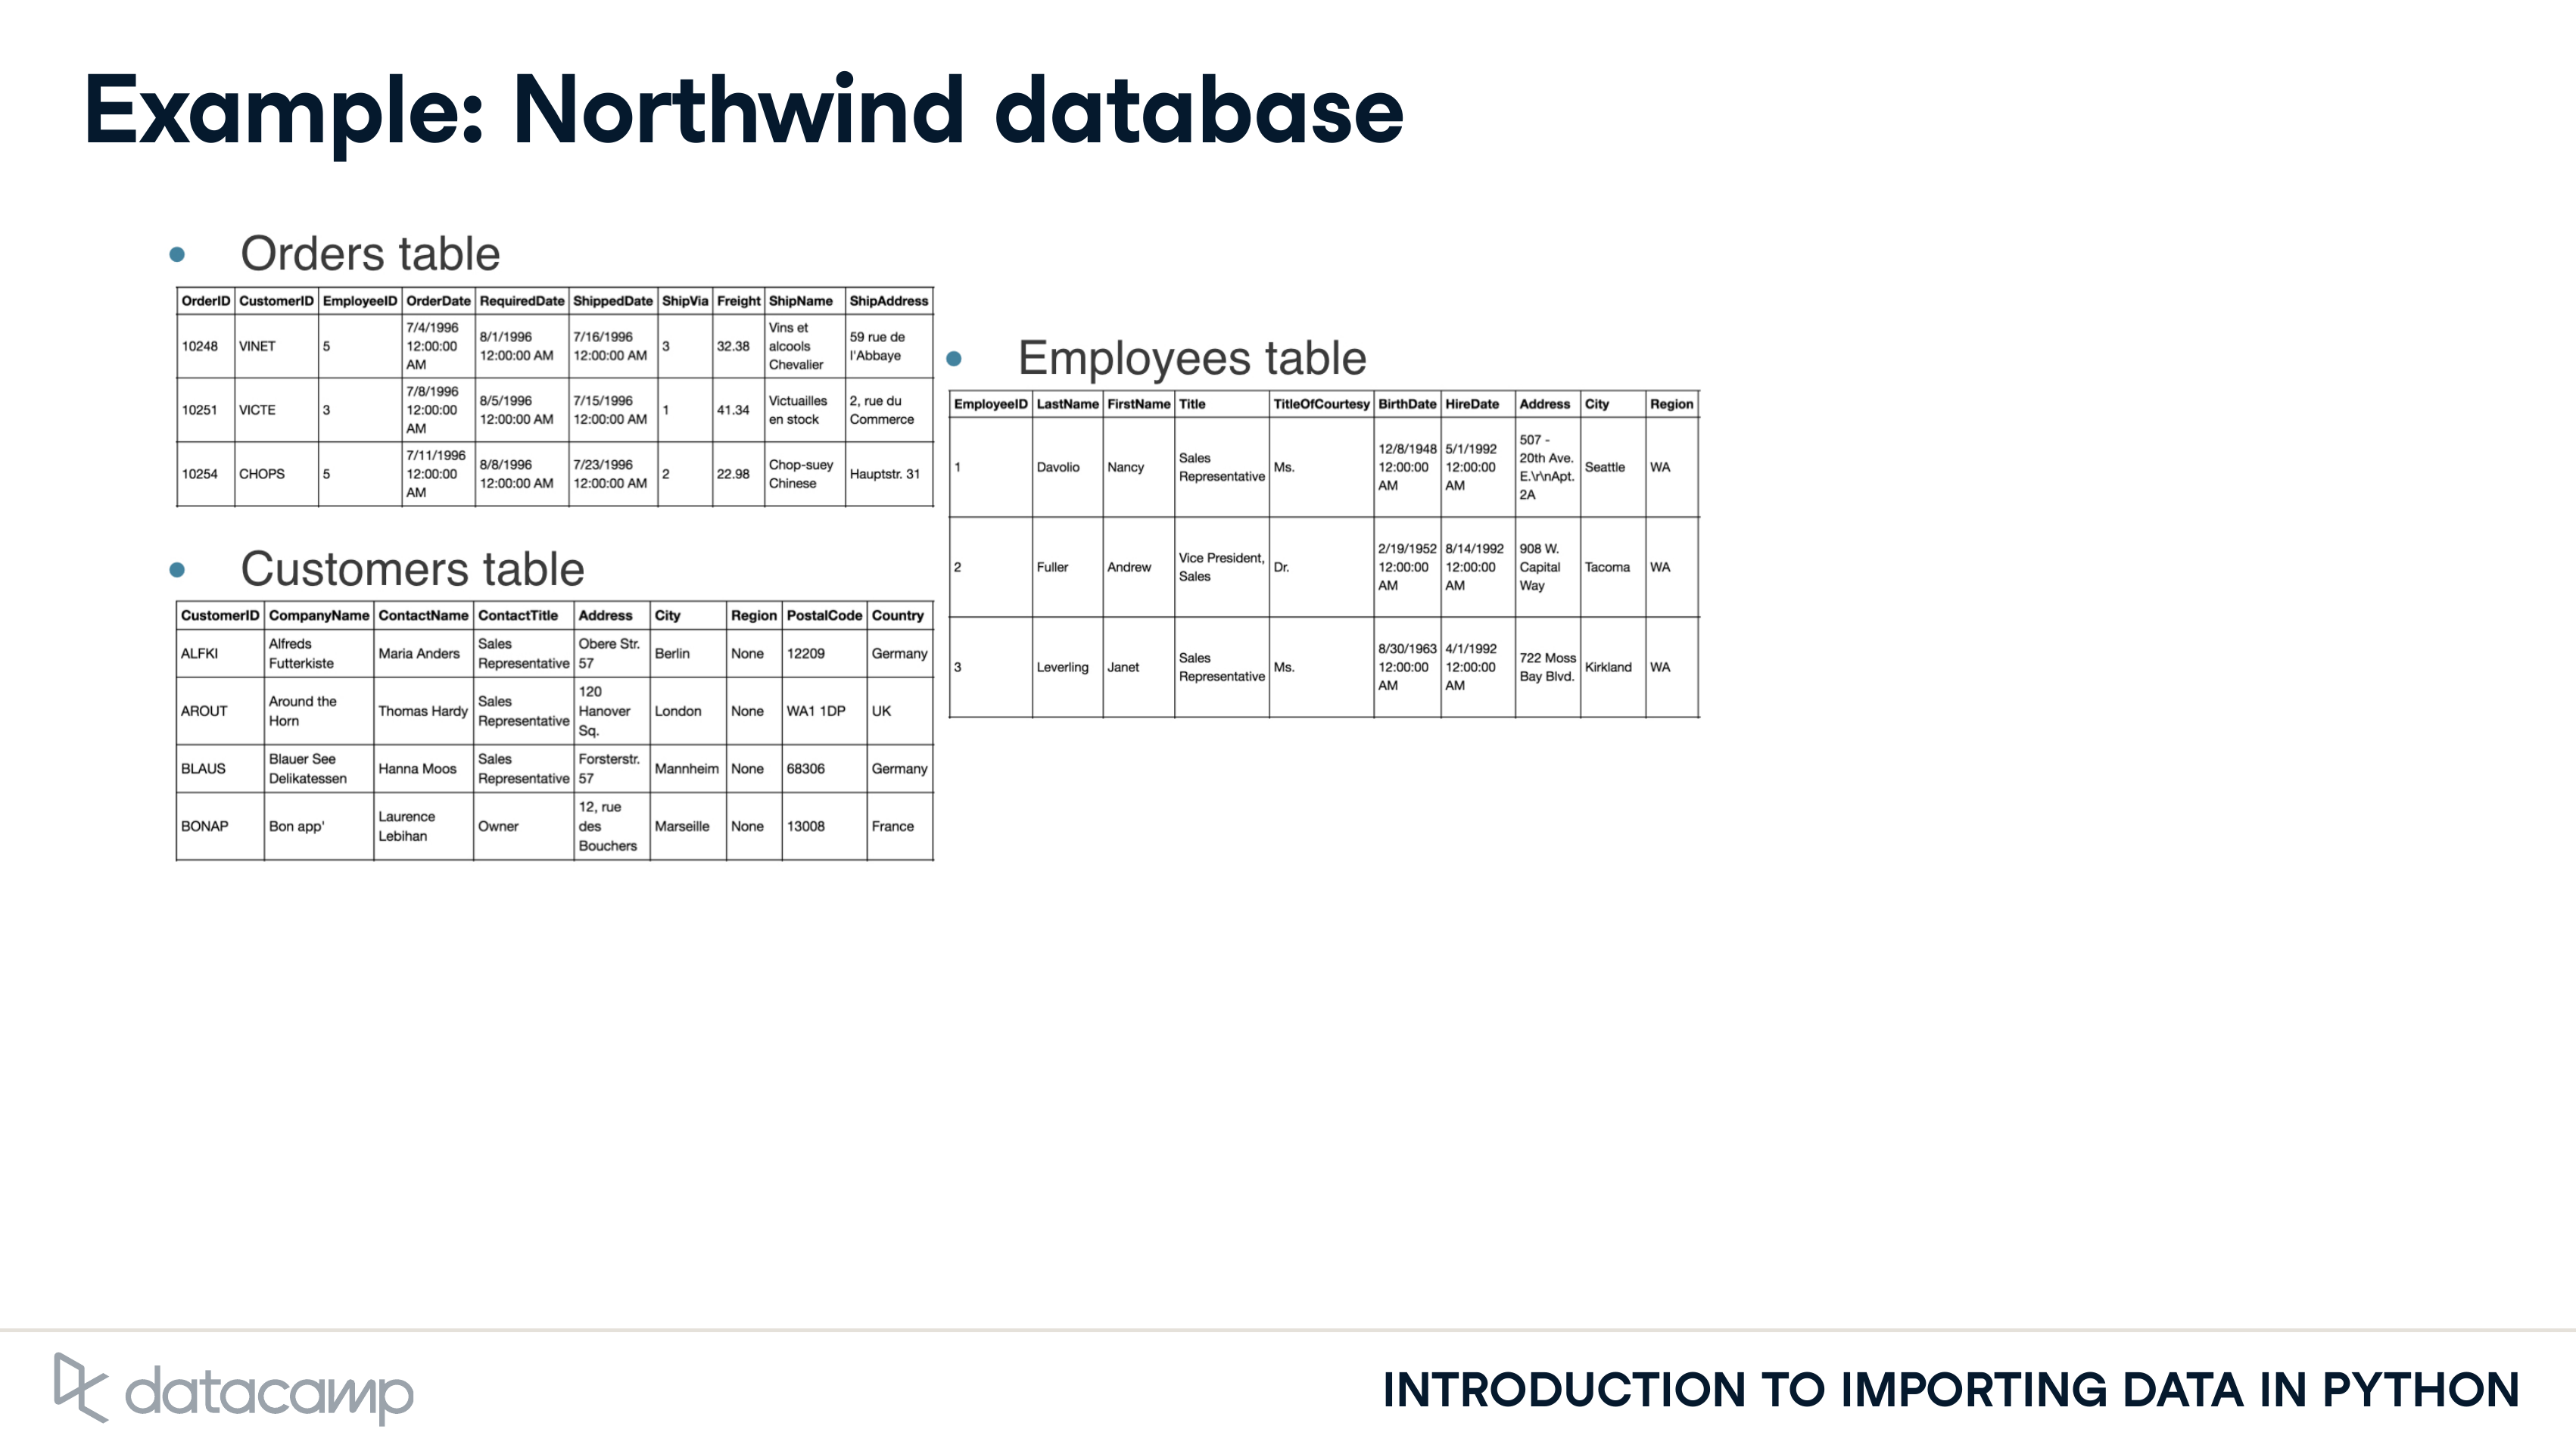 Example: Northwind database
Orders table
OrderID CustomerID EmployeeID OrderDate RequiredDate ShippedDate ShipVia Freight ShipName ShipAddress
10248 VINET 5 7/4/1996 12:00:00 AM 8/1/1996 12:00:00 AM 7/16/1996 12:00:00 AM 3 32.38 Vins et alcools Chevalier 59 rue de l'Abbaye
10251 VICTE 3 7/8/1996 12:00:00 AM 8/5/1996 12:00:00 AM 7/15/1996 12:00:00 AM 1 41.34 Victuailles en stock 2, rue du Commerce
10254 CHOPS 5 7/11/1996 12:00:00 AM 8/8/1996 12:00:00 AM 7/23/1996 12:00:00 AM 2 22.98 Chop-suey Chinese Hauptstr. 31
Customers table
CustomerID CompanyName ContactName ContactTitle Address City Region PostalCode Country
ALFKI Alfreds Futterkiste Maria Anders Sales Representative Obere Str. 57 Berlin None 12209 Germany
AROUT Around the Horn Thomas Hardy Sales Representative 120 Hanover Sq. London None WA1 1DP UK
BLAUS Blauer See Delikatessen Hanna Moos Sales Representative Forsterstr. 57 Mannheim None 68306 Germany
BONAP Bon app' Laurence Lebihan Owner 12, rue des Bouchers Marseille None 13008 France
Employees table
EmployeeID LastName FirstName Title TitleOfCourtesy BirthDate HireDate Address City Region
1 Davolio Nancy Sales Representative Ms. 12/8/1948 12:00:00 AM 5/1/1992 12:00:00 AM 507 - 20th Ave. E.\r\nApt. 2A Seattle WA
2 Fuller Andrew Vice President, Sales Dr. 2/19/1952 12:00:00 AM 8/14/1992 12:00:00 AM 908 W. Capital Way Tacoma WA
3 Leverling Janet Sales Representative Ms. 8/30/1963 12:00:00 AM 4/1/1992 12:00:00 AM 722 Moss Bay Blvd. Kirkland WA
datacamp
INTRODUCTION TO IMPORTING DATA IN PYTHON